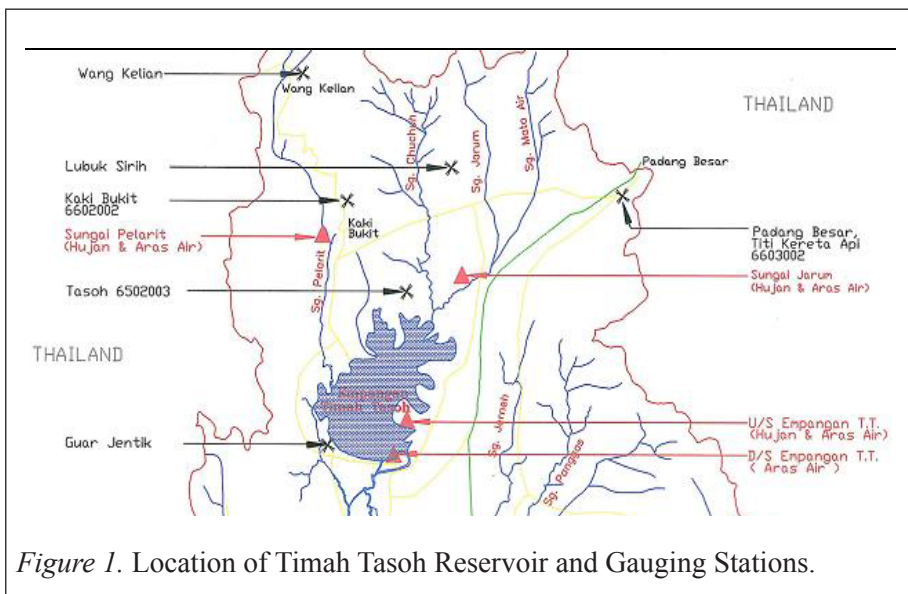 Wang Kelian
Wang Kelian
THAILAND
Lubuk Sirih
Sg. Chuchuh
Sg. Jarum
Sg. Mata Air
Padang Besar
Kaki Bukit
6602002
Kaki
Bukit
Sungai Pelarit
(Hujan & Aras Air)
Padang Besar,
Titi Kereta Api
6603002
Sungai Jarum
(Hujan & Aras Air)
Tasoh 6502003
Sg. Pelarit
THAILAND
Empangan
Timah Tasoh
Guar Jentik
Sg. Jernah
Sg. Panggas
U/S Empangan T.T.
(Hujan & Aras Air)
D/S Empangan T.T.
( Aras Air )
Figure 1. Location of Timah Tasoh Reservoir and Gauging Stations.